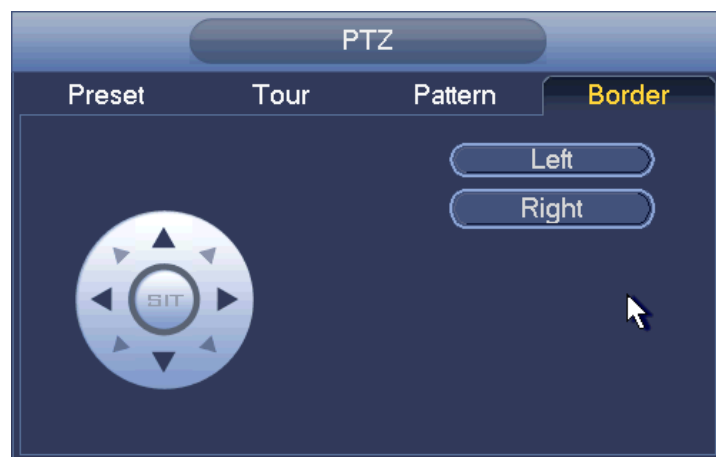 PTZ
Preset Tour Pattern Border
Left
Right
SIT